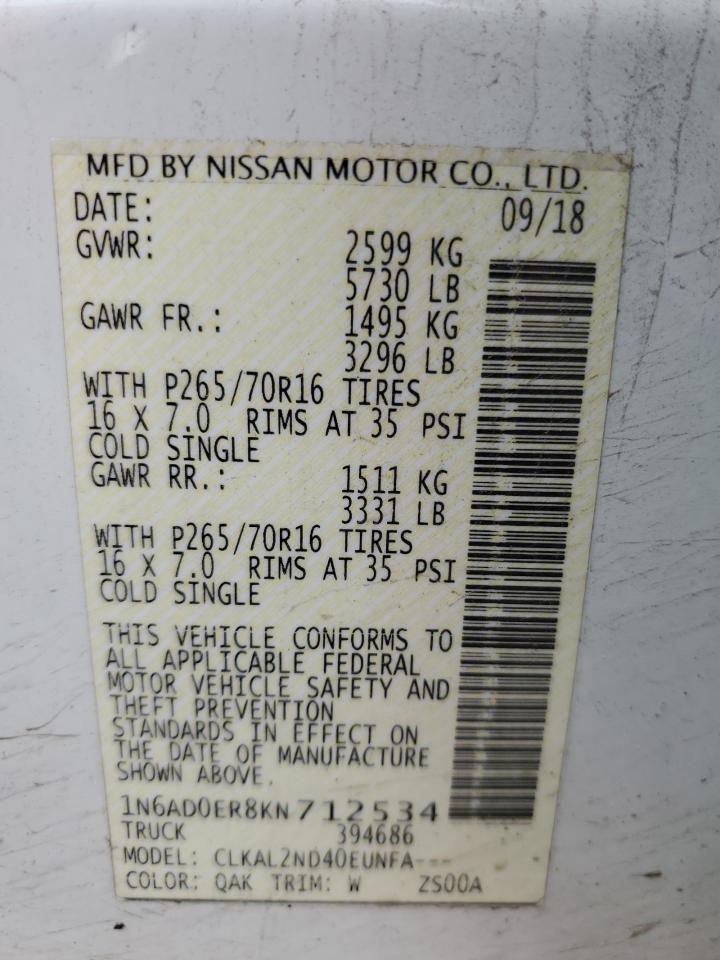 MFD BY NISSAN MOTOR CO., LTD.
DATE: 09/18
GVWR: 2599 KG
5730 LB
GAWR FR.: 1495 KG
3296 LB
WITH P265/70R16 TIRES
16 X 7.0 RIMS AT 35 PSI
COLD SINGLE
GAWR RR.: 1511 KG
3331 LB
WITH P265/70R16 TIRES
16 X 7.0 RIMS AT 35 PSI
COLD SINGLE
THIS VEHICLE CONFORMS TO
ALL APPLICABLE FEDERAL
MOTOR VEHICLE SAFETY AND
THEFT PREVENTION
STANDARDS IN EFFECT ON
THE DATE OF MANUFACTURE
SHOWN ABOVE.
1N6AD0ER8KN712534
TRUCK 394686
MODEL: CLKAL2ND40EUNFA---
COLOR: QAK TRIM: W ZS00A